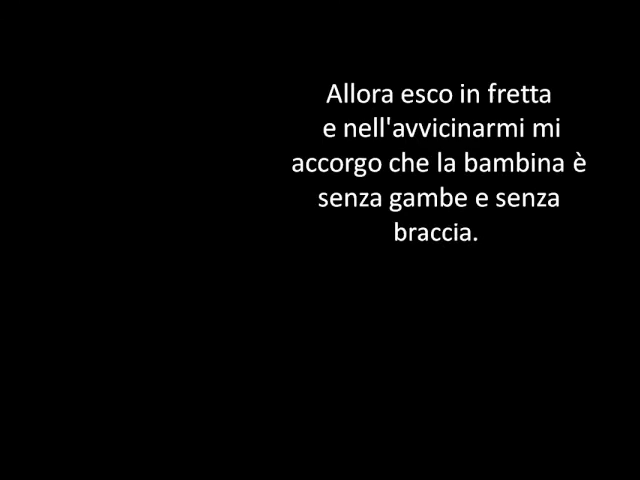 Allora esco in fretta
e nell'avvicinarmi mi
accorgo che la bambina è
senza gambe e senza
braccia.